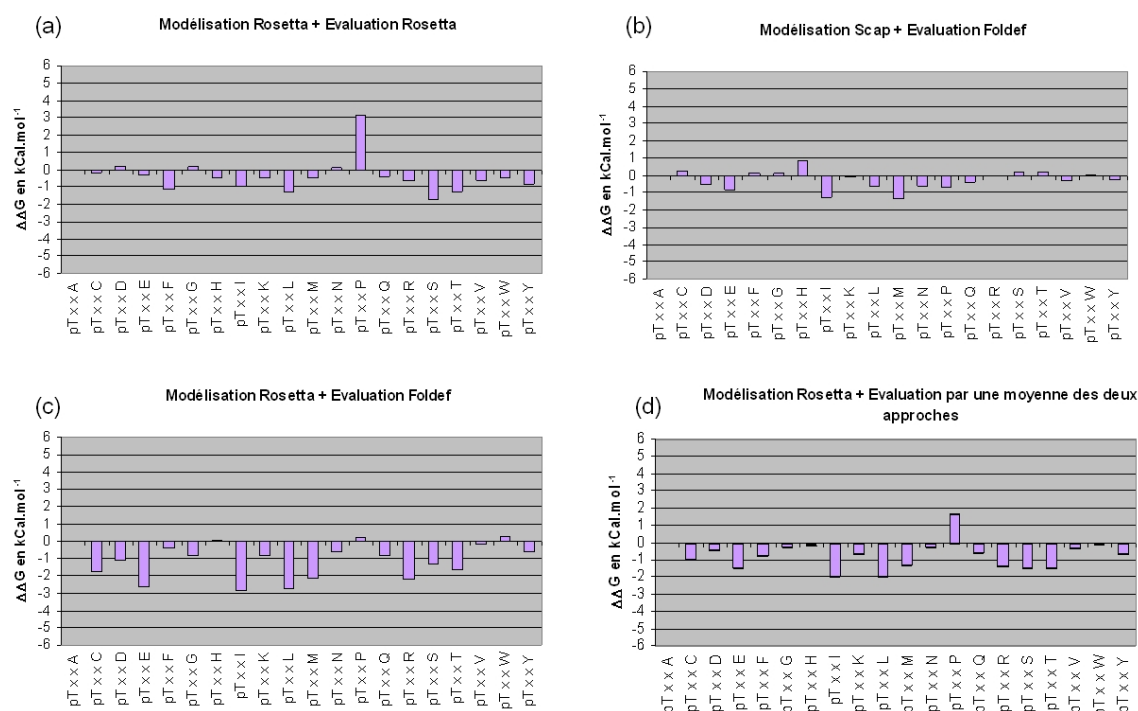 (a)
Modélisation Rosetta + Evaluation Rosetta
ΔΔG en kCal.mol⁻¹
6
5
4
3
2
1
0
-1
-2
-3
-4
-5
-6
pTxxA
pTxxC
pTxxD
pTxxE
pTxxF
pTxxG
pTxxH
pTxxI
pTxxK
pTxxL
pTxxM
pTxxN
pTxxP
pTxxQ
pTxxR
pTxxS
pTxxT
pTxxV
pTxxW
pTxxY
(b)
Modélisation Scap + Evaluation Foldef
ΔΔG en kCal.mol⁻¹
6
5
4
3
2
1
0
-1
-2
-3
-4
-5
-6
pTxxA
pTxxC
pTxxD
pTxxE
pTxxF
pTxxG
pTxxH
pTxxI
pTxxK
pTxxL
pTxxM
pTxxN
pTxxP
pTxxQ
pTxxR
pTxxS
pTxxT
pTxxV
pTxxW
pTxxY
(c)
Modélisation Rosetta + Evaluation Foldef
ΔΔG en kCal.mol⁻¹
6
5
4
3
2
1
0
-1
-2
-3
-4
-5
-6
pTxxA
pTxxC
pTxxD
pTxxE
pTxxF
pTxxG
pTxxH
pTxxI
pTxxK
pTxxL
pTxxM
pTxxN
pTxxP
pTxxQ
pTxxR
pTxxS
pTxxT
pTxxV
pTxxW
pTxxY
(d)
Modélisation Rosetta + Evaluation par une moyenne des deux
approches
ΔΔG en kCal.mol⁻¹
6
5
4
3
2
1
0
-1
-2
-3
-4
-5
-6
pTxxA
pTxxC
pTxxD
pTxxE
pTxxF
pTxxG
pTxxH
pTxxI
pTxxK
pTxxL
pTxxM
pTxxN
pTxxP
pTxxQ
pTxxR
pTxxS
pTxxT
pTxxV
pTxxW
pTxxY